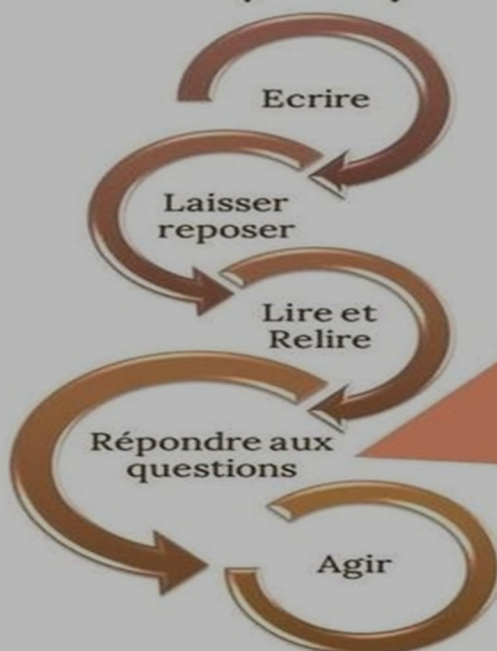 Ecrire
Laisser
reposer
Lire et
Relire
Répondre aux
questions
Agir